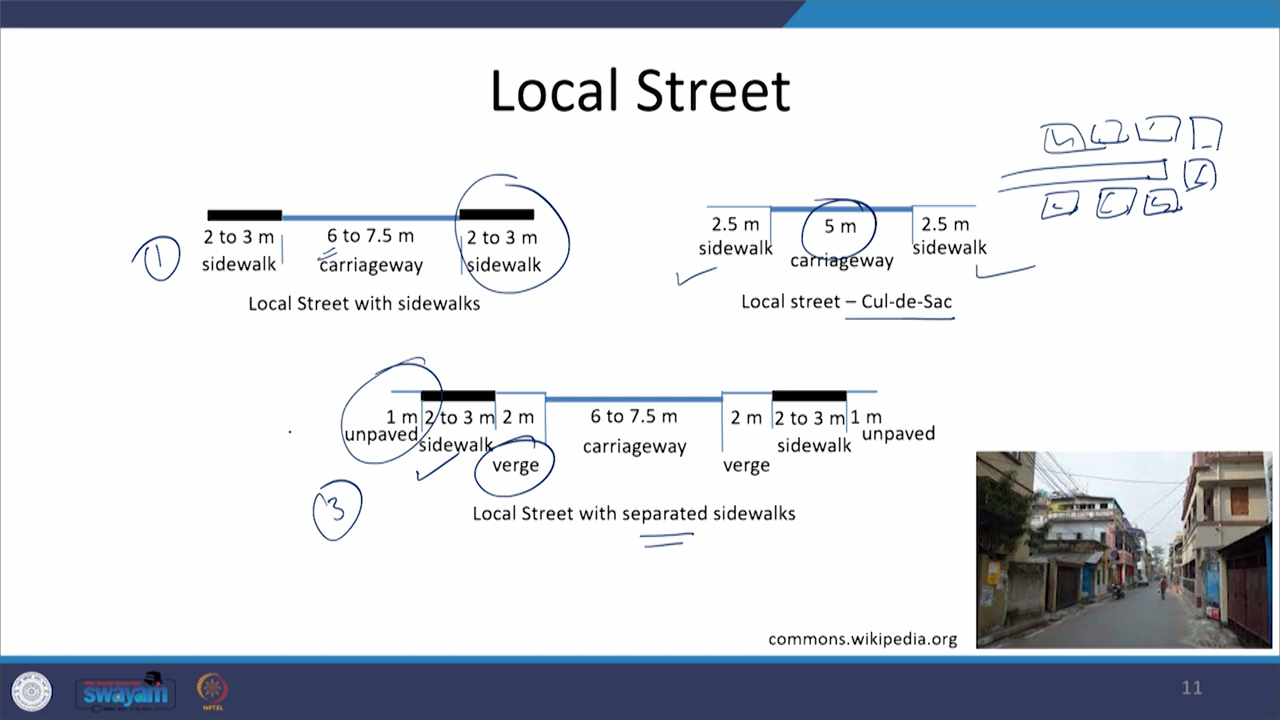 Local Street
2 to 3 m
sidewalk
6 to 7.5 m
carriageway
2 to 3 m
sidewalk
Local Street with sidewalks
1
2.5 m
sidewalk
5 m
carriageway
2.5 m
sidewalk
Local street – Cul-de-Sac
1 m
unpaved
2 to 3 m
sidewalk
2 m
verge
6 to 7.5 m
carriageway
2 m
verge
2 to 3 m
sidewalk
1 m
unpaved
Local Street with separated sidewalks
3
commons.wikipedia.org
swayam
NPTEL
11